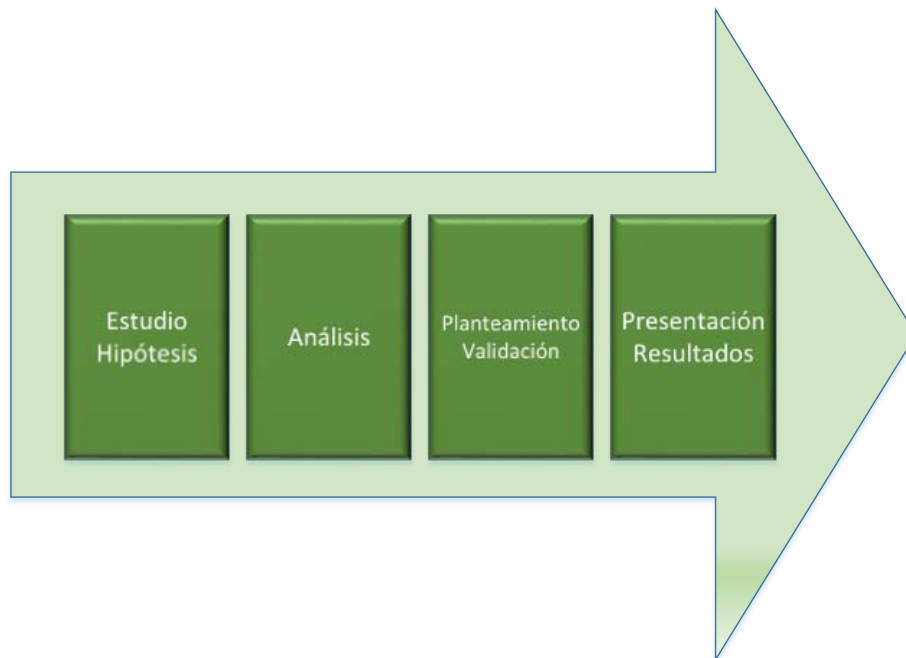 Estudio
Hipótesis
Análisis
Planteamiento
Validación
Presentación
Resultados